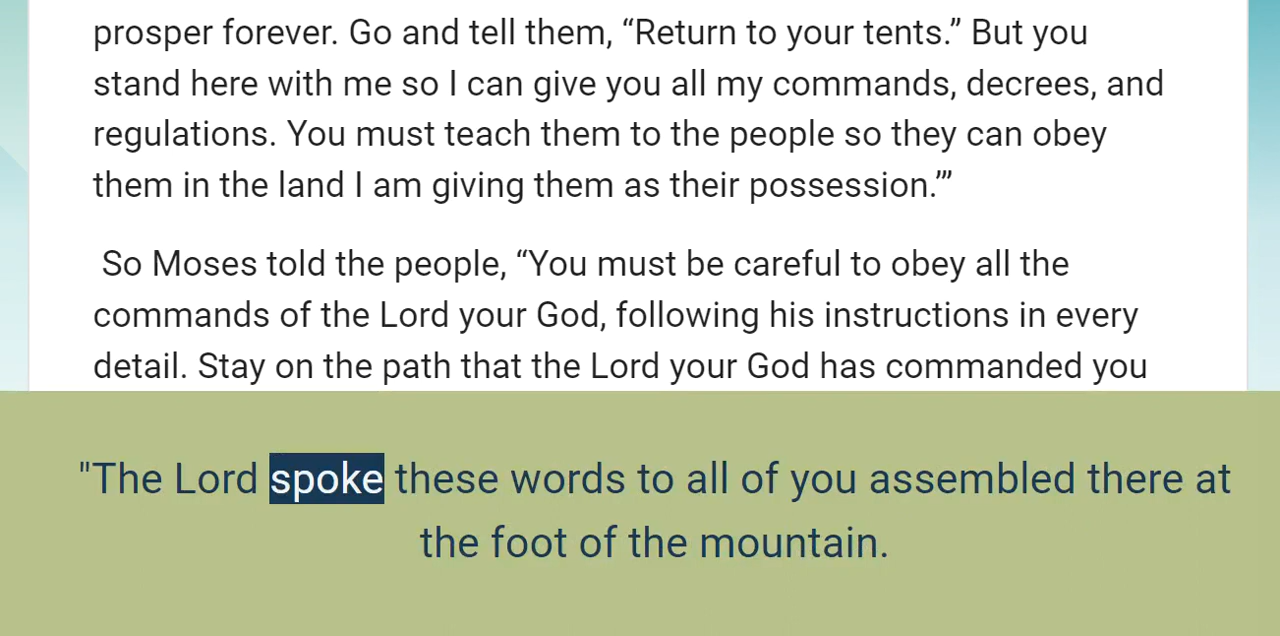 prosper forever. Go and tell them, “Return to your tents.” But you
stand here with me so I can give you all my commands, decrees, and
regulations. You must teach them to the people so they can obey
them in the land I am giving them as their possession.’”
So Moses told the people, “You must be careful to obey all the
commands of the Lord your God, following his instructions in every
detail. Stay on the path that the Lord your God has commanded you
"The Lord spoke these words to all of you assembled there at
the foot of the mountain.